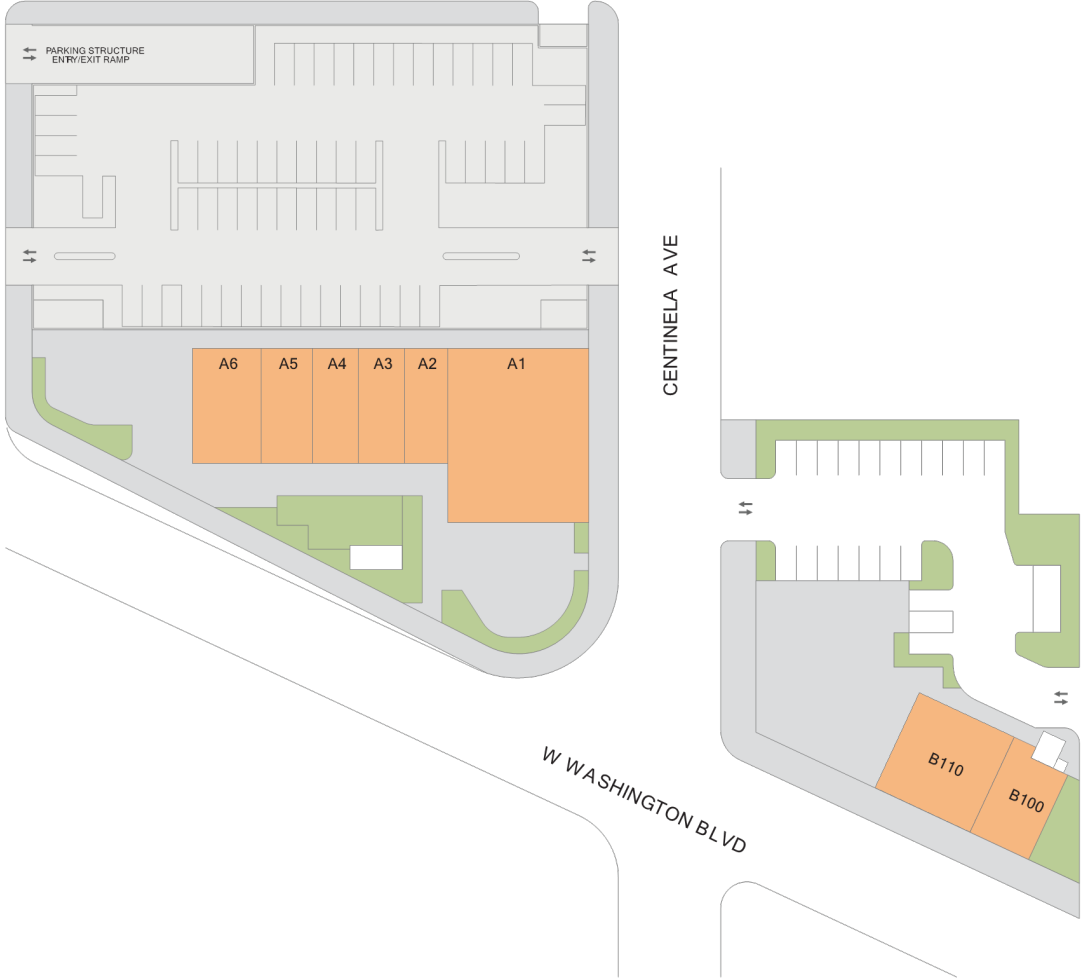 PARKING STRUCTURE
ENTRY/EXIT RAMP
A6
A5
A4
A3
A2
A1
CENTINELA AVE
W WASHINGTON BLVD
B110
B100